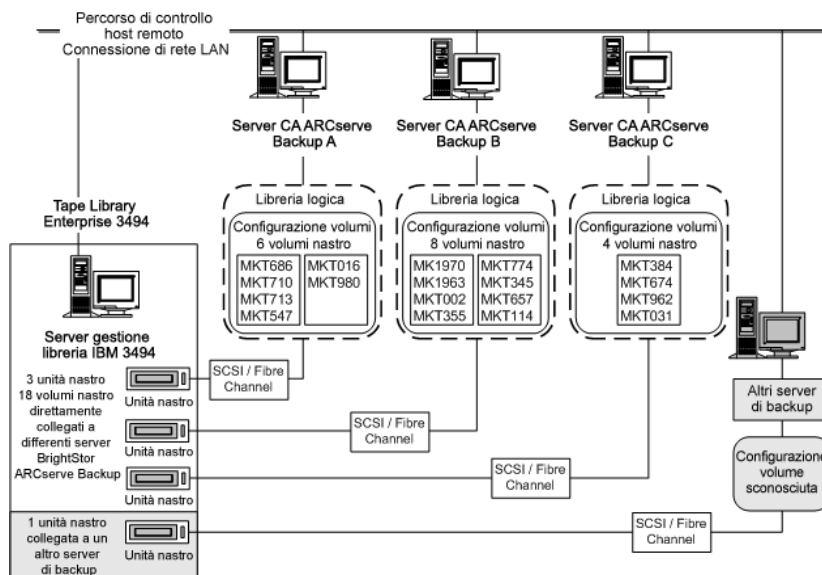 Percorso di controllo
host remoto
Connessione di rete LAN
Server CA ARCserve
Backup A
Server CA ARCserve
Backup B
Server CA ARCserve
Backup C
Libreria logica
Configurazione volumi
6 volumi nastro
MKT686
MKT710
MKT713
MKT547
MKT016
MKT980
Libreria logica
Configurazione volumi
8 volumi nastro
MK1970
MK1963
MKT002
MKT355
MKT774
MKT345
MKT657
MKT114
Libreria logica
Configurazione volumi
4 volumi nastro
MKT384
MKT674
MKT962
MKT031
Tape Library
Enterprise 3494
Server gestione
libreria IBM 3494
3 unità nastro
18 volumi nastro
direttamente
collegati a
differenti server
BrightStor
ARCserve Backup
Unità nastro
Unità nastro
Unità nastro
1 unità nastro
collegata a un
altro server
di backup
Unità nastro
SCSI / Fibre
Channel
SCSI / Fibre
Channel
SCSI / Fibre
Channel
SCSI / Fibre
Channel
Altri server
di backup
Configurazione
volume
sconosciuta